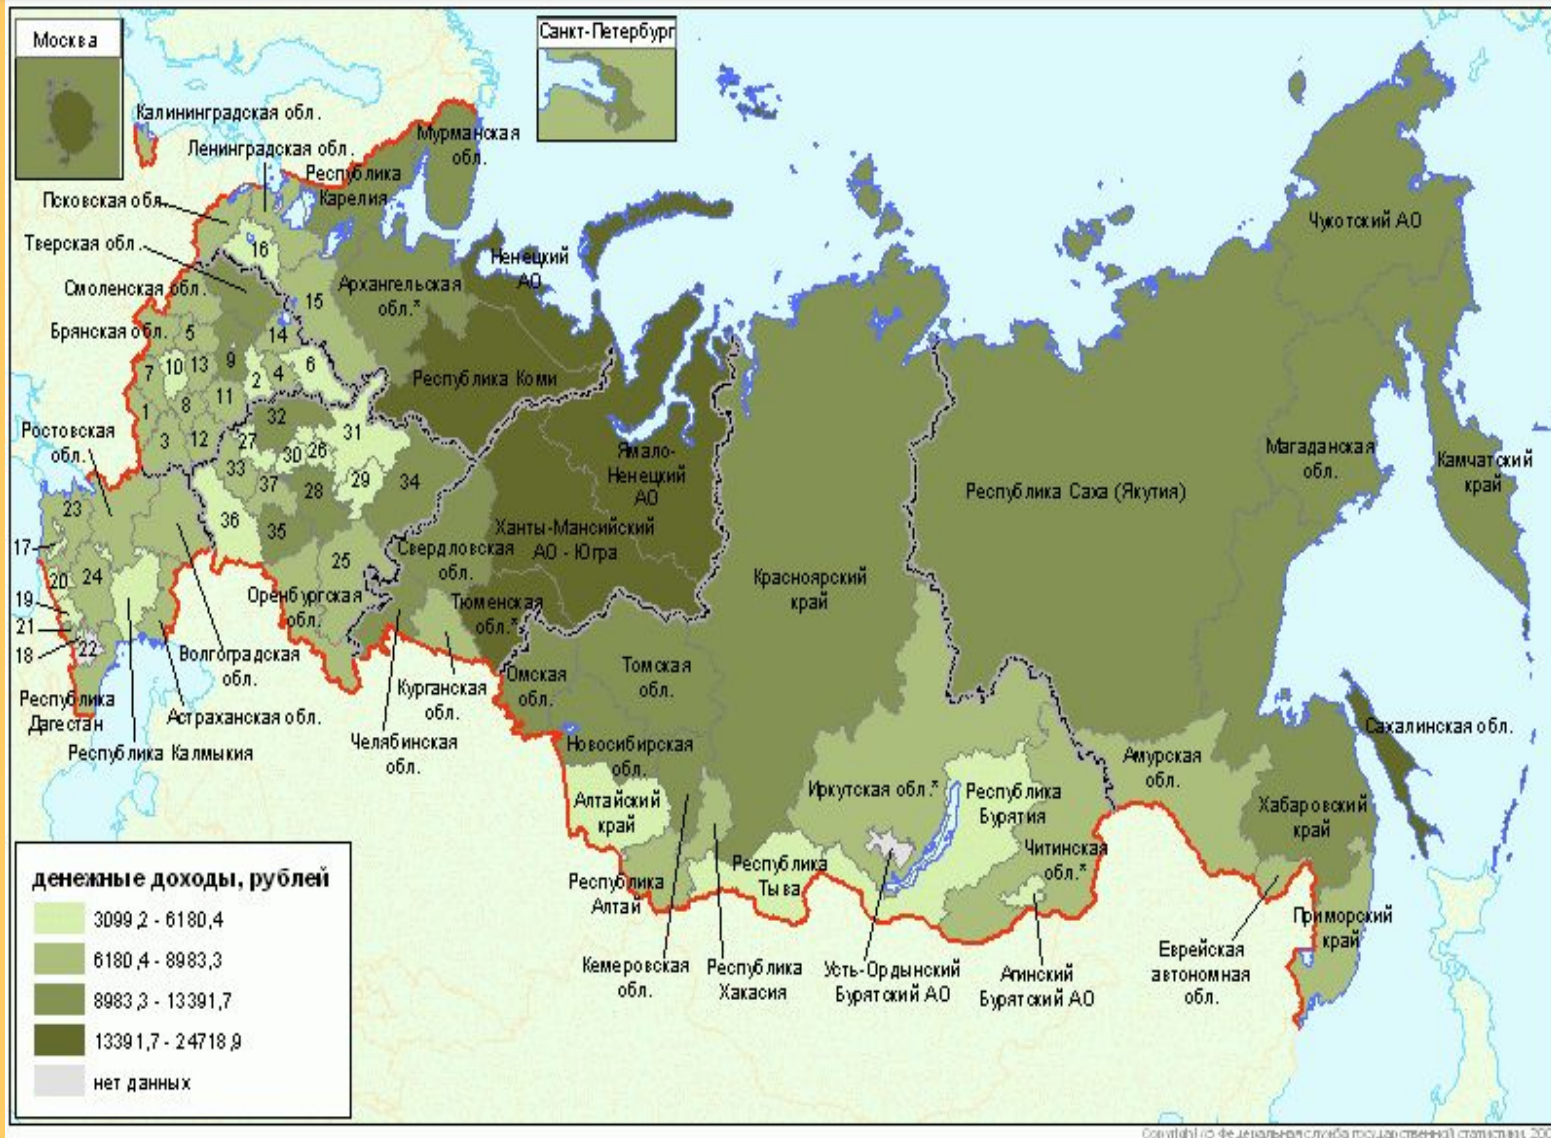 Москва
Санкт-Петербург
Калининградская обл.
Ленинградская обл.
Мурманская
обл.
Республика
Карелия
Псковская обл.
Тверская обл.
Смоленская обл.
Брянская обл.
Архангельская
обл.*
Ненецкий
АО
Чукотский АО
16
15
5
14
7
10
13
9
2
4
6
1
8
11
3
12
Республика Коми
Ростовская
обл.
32
27
31
30
26
33
29
37
28
34
36
35
25
23
17
20
24
19
21
18
22
Ямало-
Ненецкий
АО
Ханты-Мансийский
АО - Югра
Свердловская
обл.
Оренбургская
обл.
Тюменская
обл.*
Красноярский
край
Республика Саха (Якутия)
Магаданская
обл.
Камчатский
край
Волгоградская
обл.
Курганская
обл.
Омская
обл.
Томская
обл.
Республика
Дагестан
Астраханская обл.
Республика Калмыкия
Челябинская
обл.
Новосибирская
обл.
Сахалинская обл.
Амурская
обл.
Хабаровский
край
Алтайский
край
Иркутская обл.*
Республика
Бурятия
Читинская
обл.*
Республика
Тыва
Республика
Алтай
Приморский
край
Кемеровская
обл.
Республика
Хакасия
Усть-Ордынский
Бурятский АО
Агинский
Бурятский АО
Еврейская
автономная
обл.
денежные доходы, рублей
3099,2 - 6180,4
6180,4 - 8983,3
8983,3 - 13391,7
13391,7 - 24718,9
нет данных
Copyright (c) Федеральная служба государственной статистики,